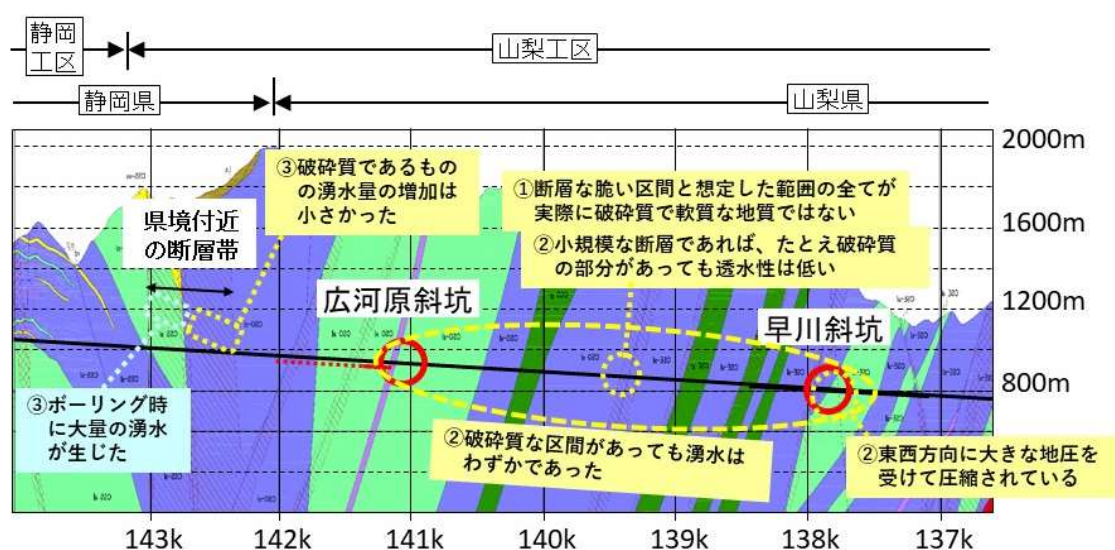 静岡
工区
山梨工区
静岡県
山梨県
2000m
③破砕質であるもの
の湧水量の増加は
小さかった
①断層な脆い区間と想定した範囲の全てが
実際に破砕質で軟質な地質ではない
県境付近
の断層帯
1600m
②小規模な断層であれば、たとえ破砕質
の部分があっても透水性は低い
広河原斜坑
1200m
早川斜坑
800m
③ボーリング時
に大量の湧水
が生じた
②破砕質な区間があっても湧水は
わずかであった
②東西方向に大きな地圧を
受けて圧縮されている
143k 142k 141k 140k 139k 138k 137k